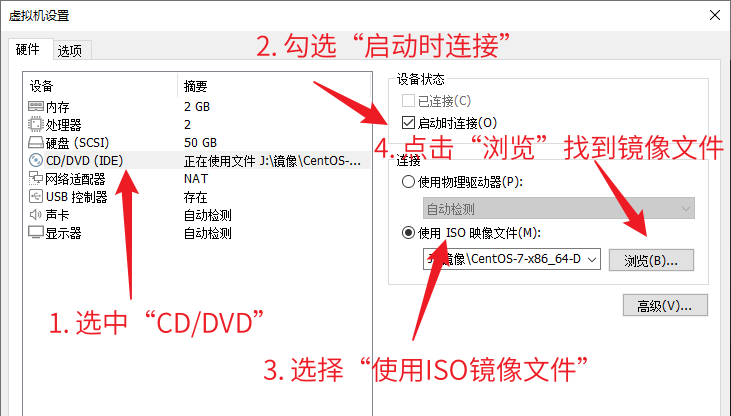 虚拟机设置
硬件 选项
2. 勾选“启动时连接”
设备 摘要
内存 2 GB
处理器 2
硬盘 (SCSI) 50 GB
CD/DVD (IDE) 正在使用文件 J:\镜像\CentOS-...
网络适配器 NAT
USB 控制器 存在
声卡 自动检测
显示器 自动检测
1. 选中“CD/DVD”
设备状态
已连接(C)
启动时连接(O)
4. 点击“浏览”找到镜像文件
连接
使用物理驱动器(P):
自动检测
使用 ISO 映像文件(M):
镜像\CentOS-7-x86_64-D 浏览(B)...
高级(V)...
3. 选择“使用ISO镜像文件”